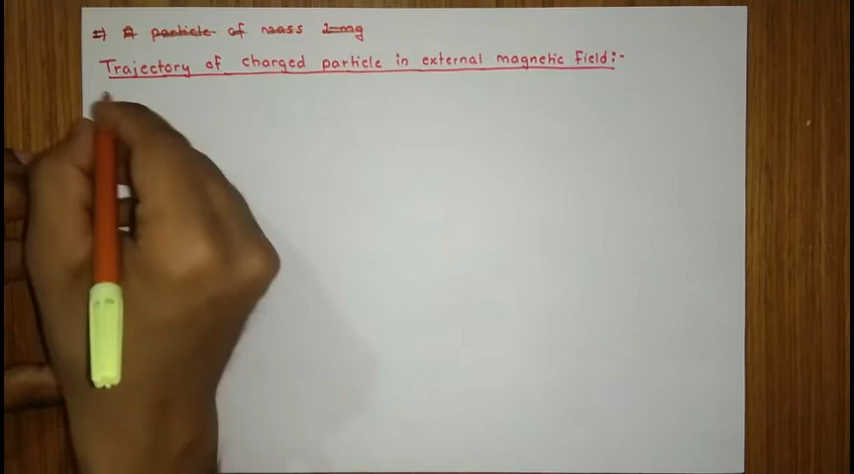 ⇒ A particle of mass 1 mg
Trajectory of charged particle in external magnetic field:-